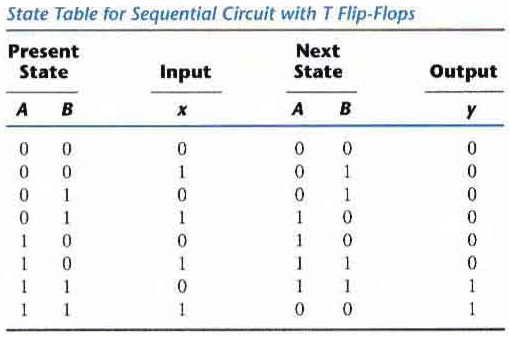 State Table for Sequential Circuit with T Flip-Flops
Present State Input Next State Output
A B x A B y
0 0 0 0 0 0
0 0 1 0 1 0
0 1 0 0 1 0
0 1 1 1 0 0
1 0 0 1 0 0
1 0 1 1 1 0
1 1 0 1 1 1
1 1 1 0 0 1